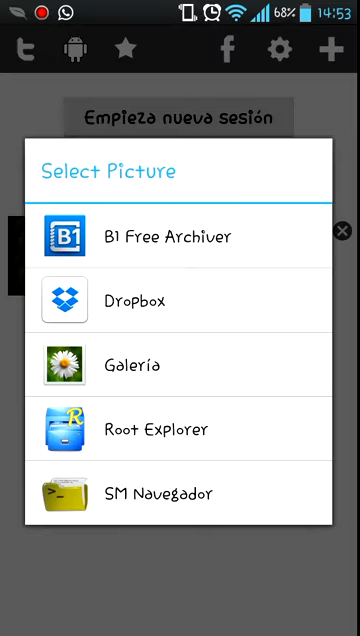 68% 14:53
Empieza nueva sesión
Select Picture
B1 Free Archiver
Dropbox
Galería
Root Explorer
SM Navegador